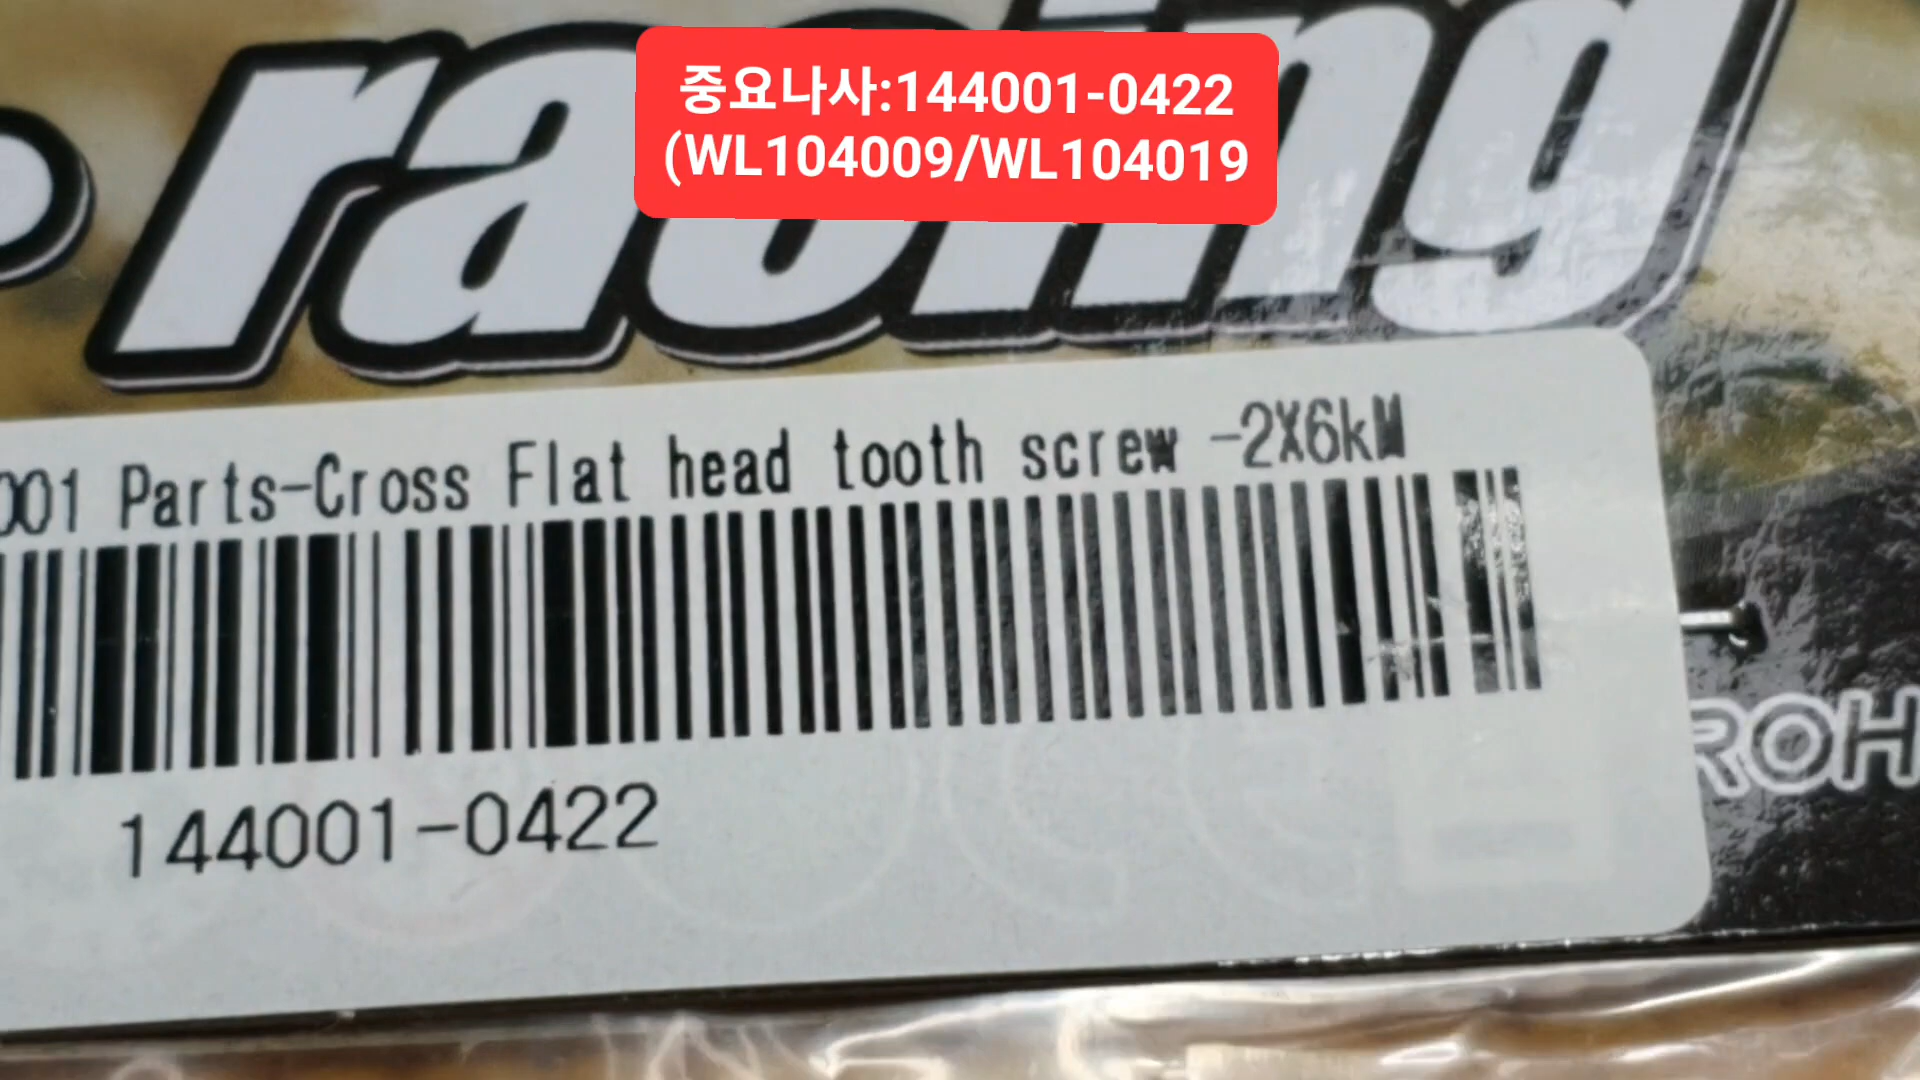 racing
중요나사:144001-0422
(WL104009/WL104019
001 Parts-Cross Flat head tooth screw -2X6kM
144001-0422
ROH